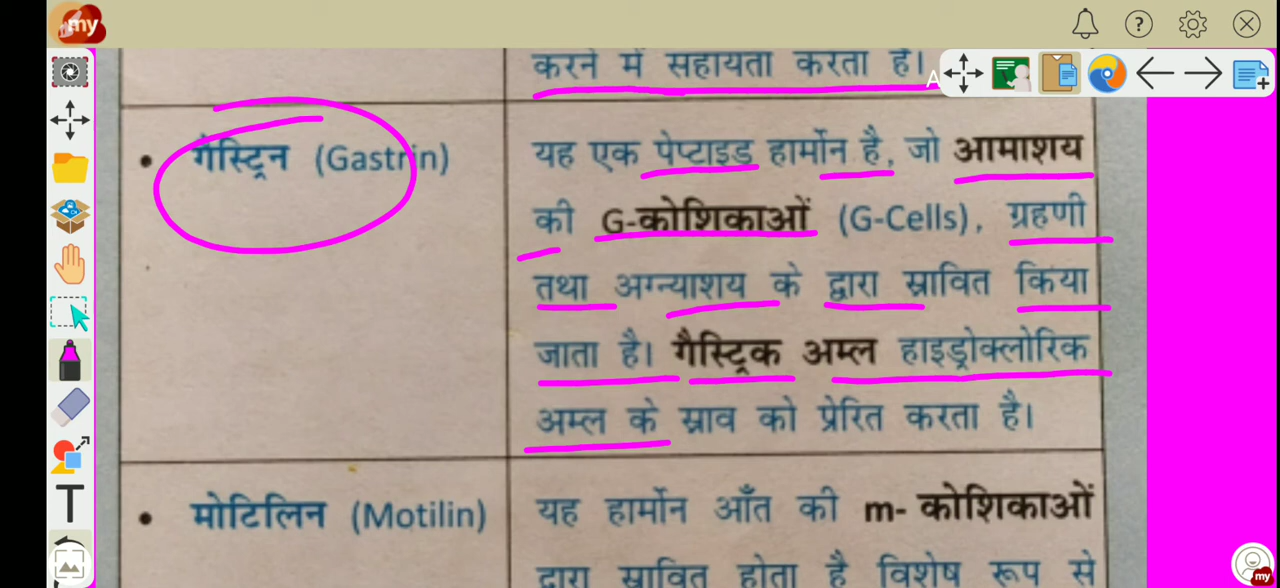 my
करने में सहायता करता है।
A
• गैस्ट्रिन (Gastrin)
यह एक पेप्टाइड हार्मोन है, जो आमाशय
की G-कोशिकाओं (G-Cells), ग्रहणी
तथा अग्न्याशय के द्वारा स्रावित किया
जाता है। गैस्ट्रिक अम्ल हाइड्रोक्लोरिक
अम्ल के स्राव को प्रेरित करता है।
• मोटिलिन (Motilin)
यह हार्मोन आँत की m- कोशिकाओं
द्वारा स्रावित होता है विशेष रूप से
T
my